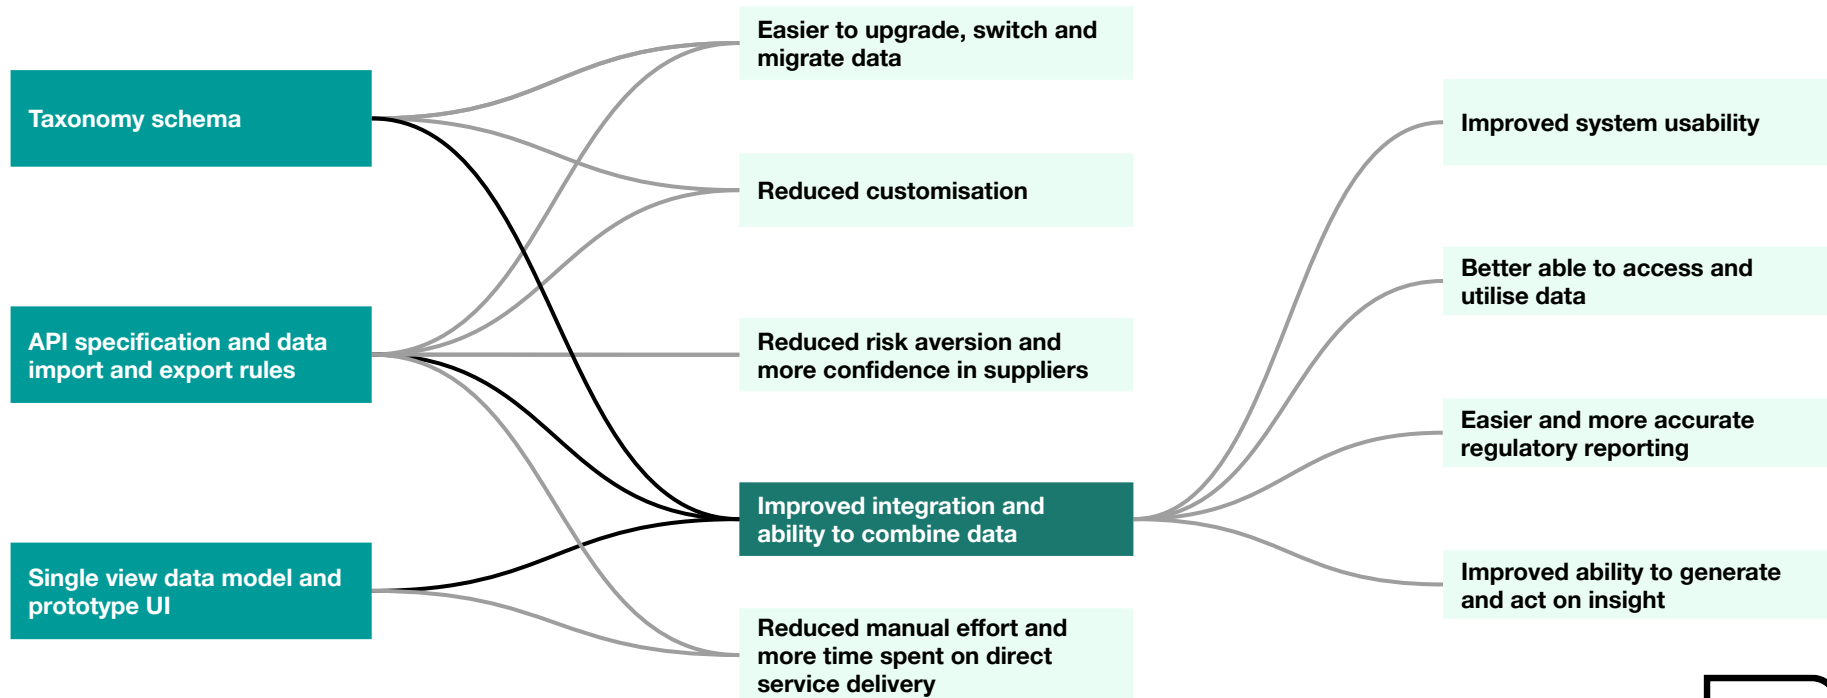 Taxonomy schema
API specification and data
import and export rules
Single view data model and
prototype UI
Easier to upgrade, switch and
migrate data
Reduced customisation
Reduced risk aversion and
more confidence in suppliers
Improved integration and
ability to combine data
Reduced manual effort and
more time spent on direct
service delivery
Improved system usability
Better able to access and
utilise data
Easier and more accurate
regulatory reporting
Improved ability to generate
and act on insight